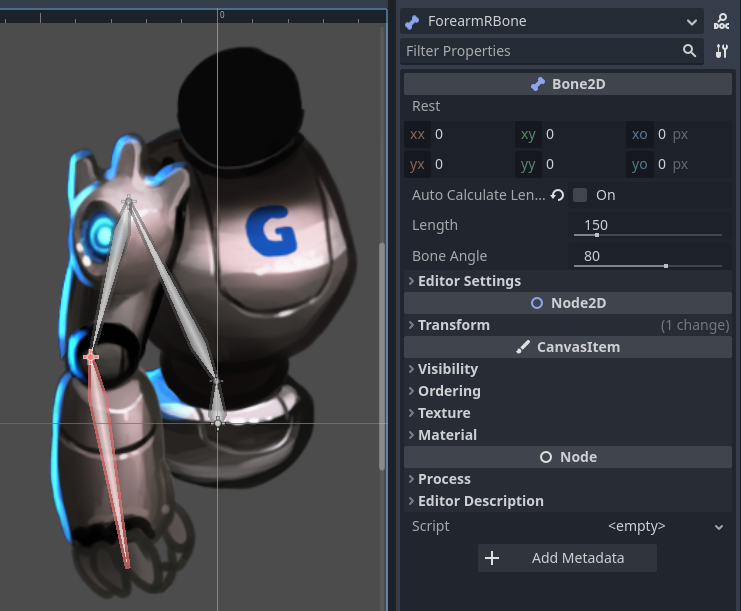 0
ForearmRBone
DOC
Filter Properties
Bone2D
Rest
xx 0 xy 0 xo 0 px
yx 0 yy 0 yo 0 px
Auto Calculate Len... On
Length 150
Bone Angle 80
Editor Settings
Node2D
Transform (1 change)
CanvasItem
Visibility
Ordering
Texture
Material
Node
Process
Editor Description
Script <empty>
Add Metadata
G